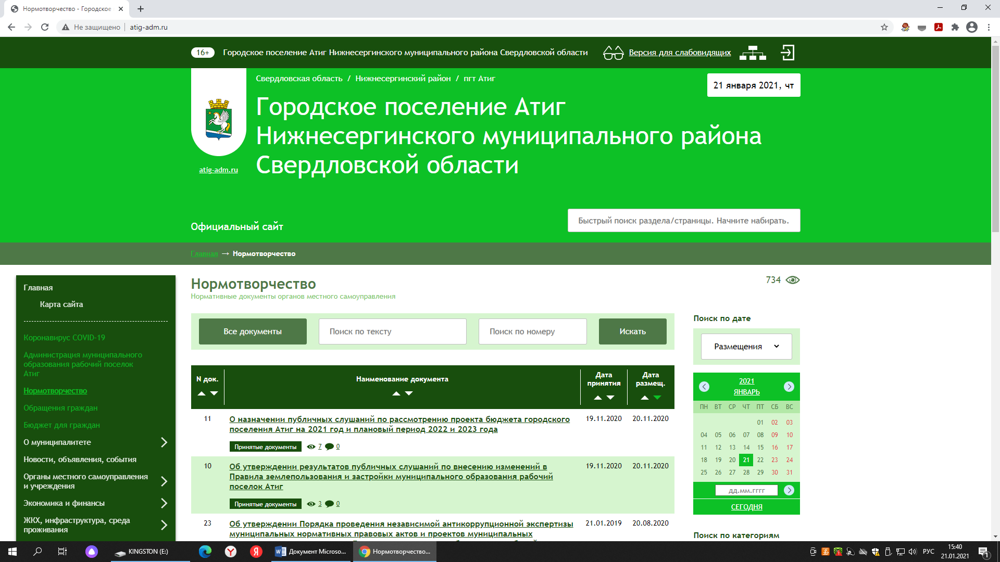 Нормотворчество - Городское
Не защищено
atig-adm.ru
16+
Городское поселение Атиг Нижнесергинского муниципального района Свердловской области
Версия для слабовидящих
Свердловская область / Нижнесергинский район / пгт Атиг
21 января 2021, чт
Городское поселение Атиг
Нижнесергинского муниципального района
Свердловской области
atig-adm.ru
Официальный сайт
Быстрый поиск раздела/страницы. Начните набирать.
Главная → Нормотворчество
Главная
Карта сайта
Коронавирус COVID-19
Администрация муниципального
образования рабочий поселок
Атиг
Нормотворчество
Обращения граждан
Бюджет для граждан
О муниципалитете
Новости, объявления, события
Органы местного самоуправления
и учреждения
Экономика и финансы
ЖКХ, инфраструктура, среда
проживания
Нормотворчество
Нормативные документы органов местного самоуправления
734
Все документы
Поиск по тексту
Поиск по номеру
Искать
N док.
Наименование документа
Дата
принятия
Дата
размещ.
11
О назначении публичных слушаний по рассмотрению проекта бюджета городского
поселения Атиг на 2021 год и плановый период 2022 и 2023 года
19.11.2020
20.11.2020
Принятые документы 7 0
10
Об утверждении результатов публичных слушаний по внесению изменений в
Правила землепользования и застройки муниципального образования рабочий
поселок Атиг
19.11.2020
20.11.2020
Принятые документы 3 0
23
Об утверждении Порядка проведения независимой антикоррупционной экспертизы
муниципальных нормативных правовых актов и проектов муниципальных
21.01.2019
20.08.2020
Поиск по дате
Размещения
2021
ЯНВАРЬ
ПН ВТ СР ЧТ ПТ СБ ВС
01 02 03
04 05 06 07 08 09 10
11 12 13 14 15 16 17
18 19 20 21 22 23 24
25 26 27 28 29 30 31
дд.мм.гггг
СЕГОДНЯ
Поиск по категориям
KINGSTON (E:)
Документ Microso...
Нормотворчество...
РУС
15:40
21.01.2021
1